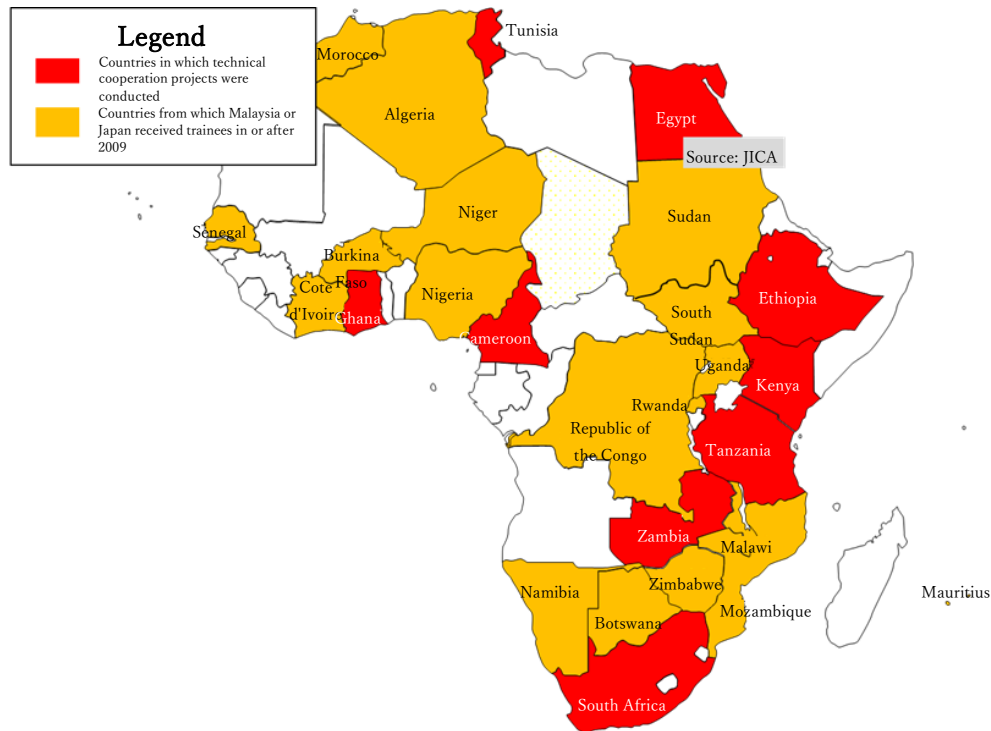 Legend
Countries in which technical
cooperation projects were
conducted
Countries from which Malaysia or
Japan received trainees in or after
2009
Tunisia
Morocco
Algeria
Egypt
Source: JICA
Niger
Sudan
Senegal
Burkina
Faso
Cote
d'Ivoire
Ghana
Nigeria
Cameroon
Ethiopia
South
Sudan
Uganda
Kenya
Rwanda
Republic of
the Congo
Tanzania
Zambia
Malawi
Namibia
Zimbabwe
Botswana
Mozambique
Mauritius
South Africa